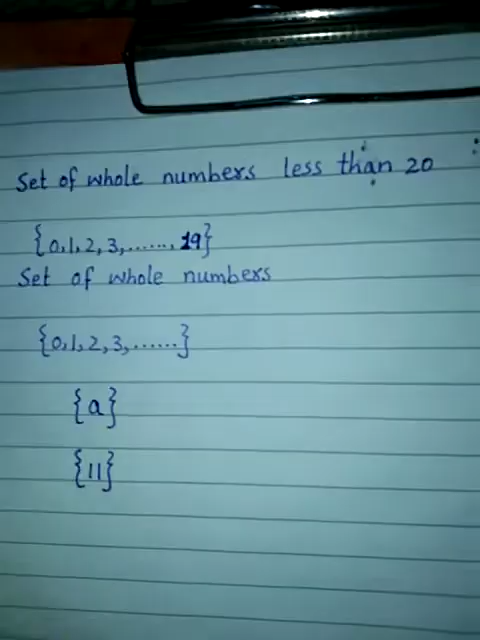 Set of whole numbers less than 20
{0,1,2,3,.......,19}
Set of whole numbers
{0,1,2,3,......}
{a}
{11}